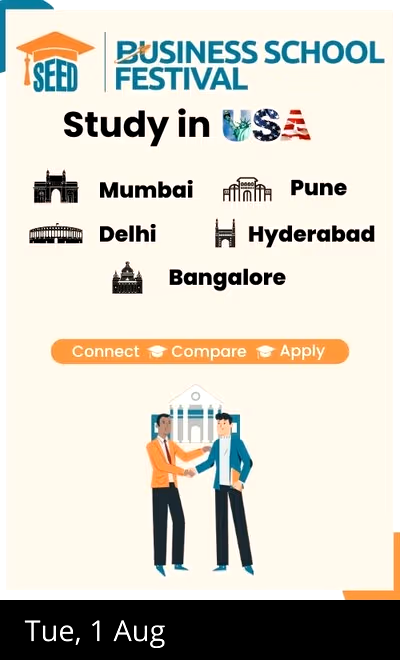 SEED
BUSINESS SCHOOL
FESTIVAL
Study in USA
Mumbai Pune
Delhi Hyderabad
Bangalore
Connect Compare Apply
Tue, 1 Aug